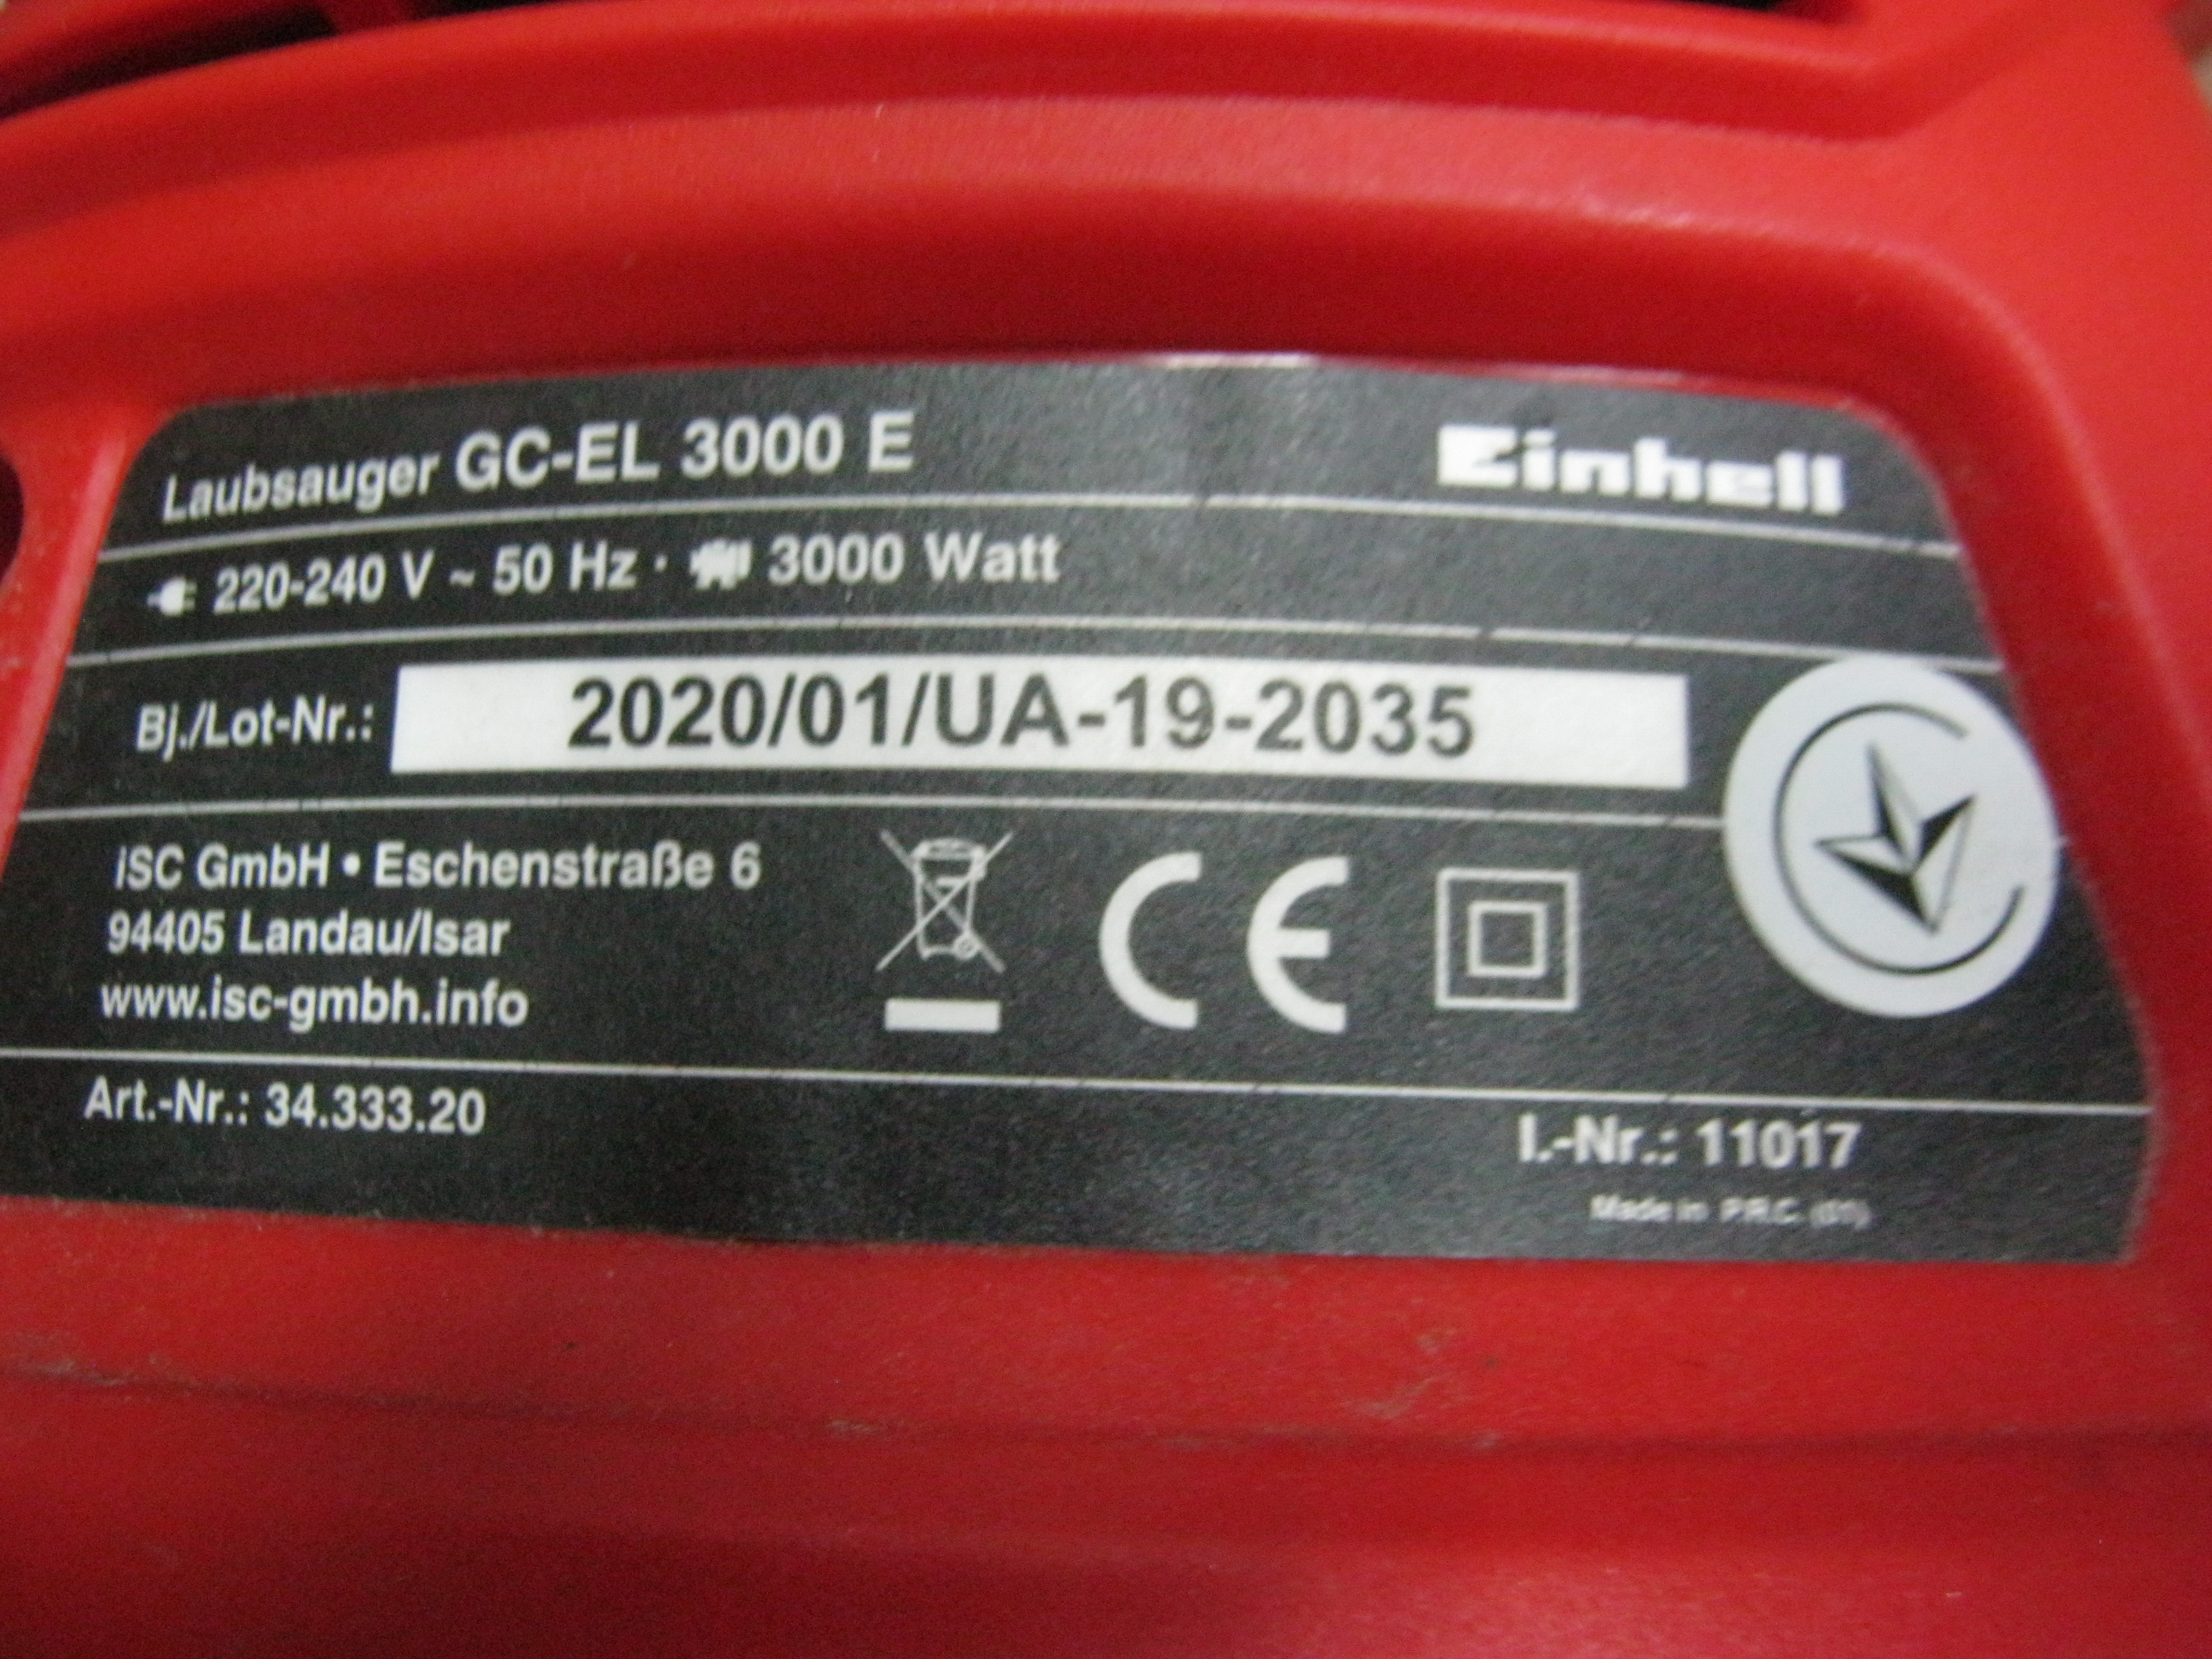 Laubsauger GC-EL 3000 E
Einhell
220-240 V ~ 50 Hz · 3000 Watt
Bj./Lot-Nr.: 2020/01/UA-19-2035
iSC GmbH • Eschenstraße 6
94405 Landau/Isar
www.isc-gmbh.info
CE
Art.-Nr.: 34.333.20
I.-Nr.: 11017
Made in P.R.C. (01)